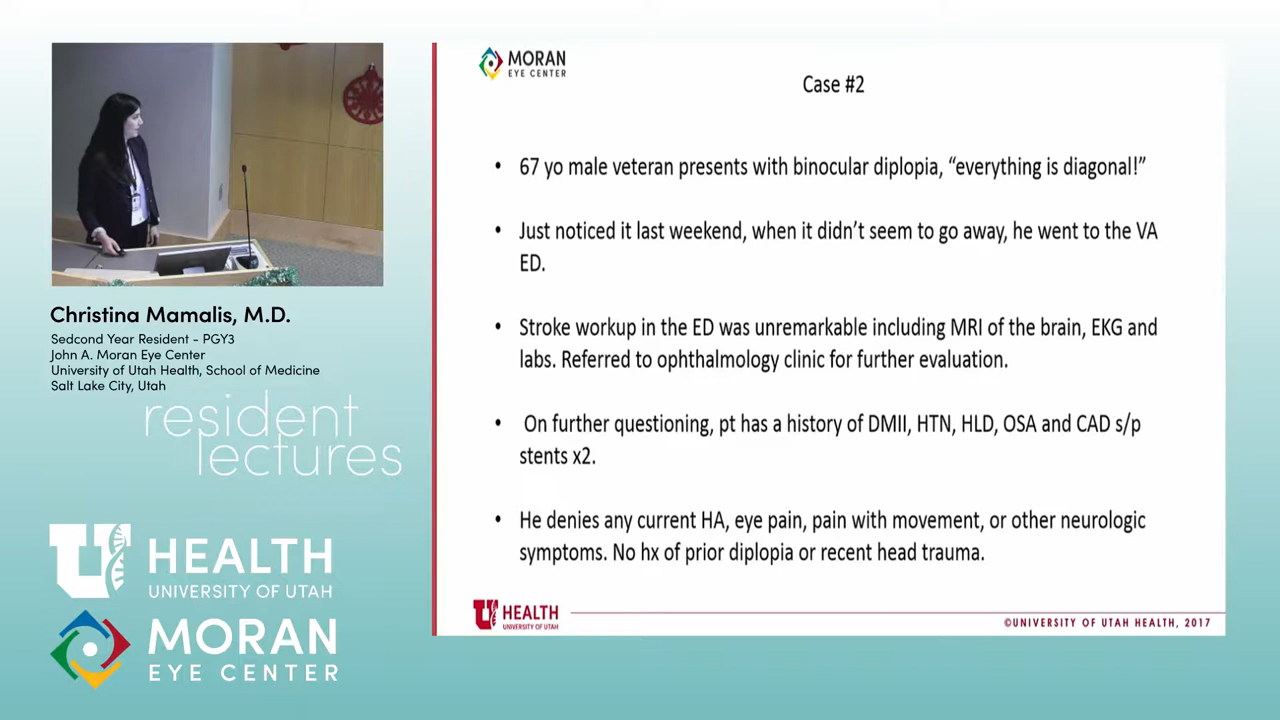 Christina Mamalis, M.D.
Sedcond Year Resident - PGY3
John A. Moran Eye Center
University of Utah Health, School of Medicine
Salt Lake City, Utah
resident
lectures
U HEALTH
UNIVERSITY OF UTAH
MORAN
EYE CENTER
MORAN
EYE CENTER
Case #2
• 67 yo male veteran presents with binocular diplopia, “everything is diagonal!”
• Just noticed it last weekend, when it didn’t seem to go away, he went to the VA
ED.
• Stroke workup in the ED was unremarkable including MRI of the brain, EKG and
labs. Referred to ophthalmology clinic for further evaluation.
• On further questioning, pt has a history of DMII, HTN, HLD, OSA and CAD s/p
stents x2.
• He denies any current HA, eye pain, pain with movement, or other neurologic
symptoms. No hx of prior diplopia or recent head trauma.
U HEALTH
UNIVERSITY OF UTAH
©UNIVERSITY OF UTAH HEALTH, 2017